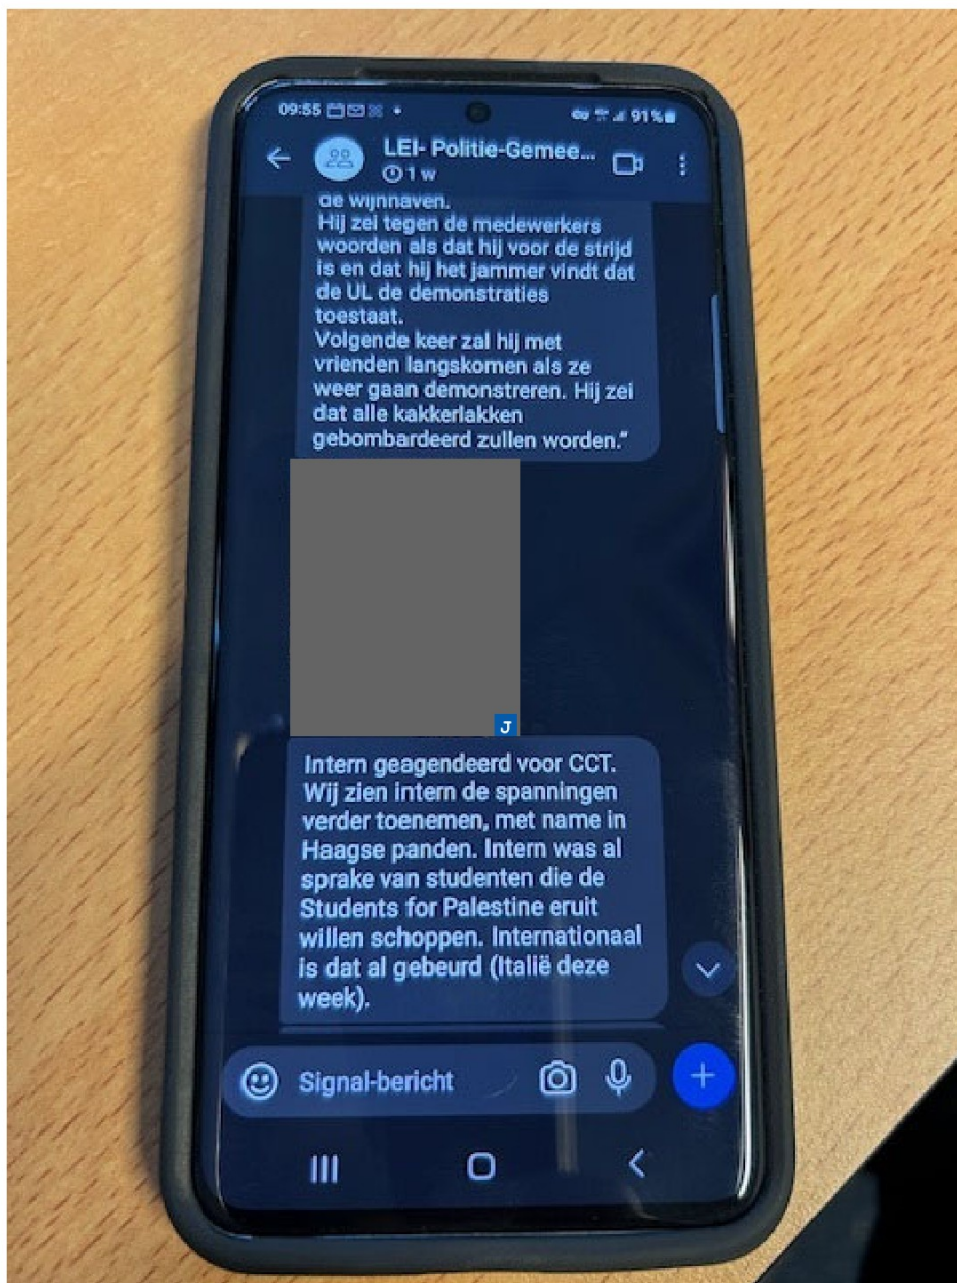 09:55
91%
LEI- Politie-Gemee...
1 w
de wijnhaven.
Hij zei tegen de medewerkers
woorden als dat hij voor de strijd
is en dat hij het jammer vindt dat
de UL de demonstraties
toestaat.
Volgende keer zal hij met
vrienden langskomen als ze
weer gaan demonstreren. Hij zei
dat alle kakkerlakken
gebombardeerd zullen worden."
J
Intern geagendeerd voor CCT.
Wij zien intern de spanningen
verder toenemen, met name in
Haagse panden. Intern was al
sprake van studenten die de
Students for Palestine eruit
willen schoppen. Internationaal
is dat al gebeurd (Italië deze
week).
Signal-bericht